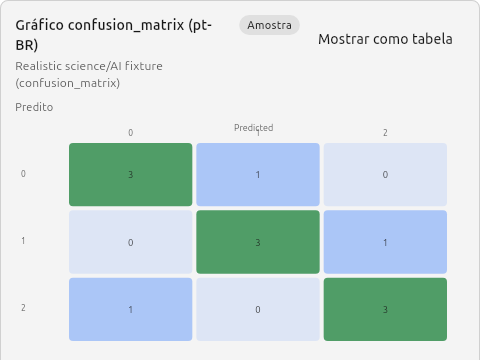 Gráfico confusion_matrix (pt-
BR)
Amostra
Mostrar como tabela
Realistic science/AI fixture
(confusion_matrix)
Predito
Predicted
0 1 2
0 3 1 0
1 0 3 1
2 1 0 3